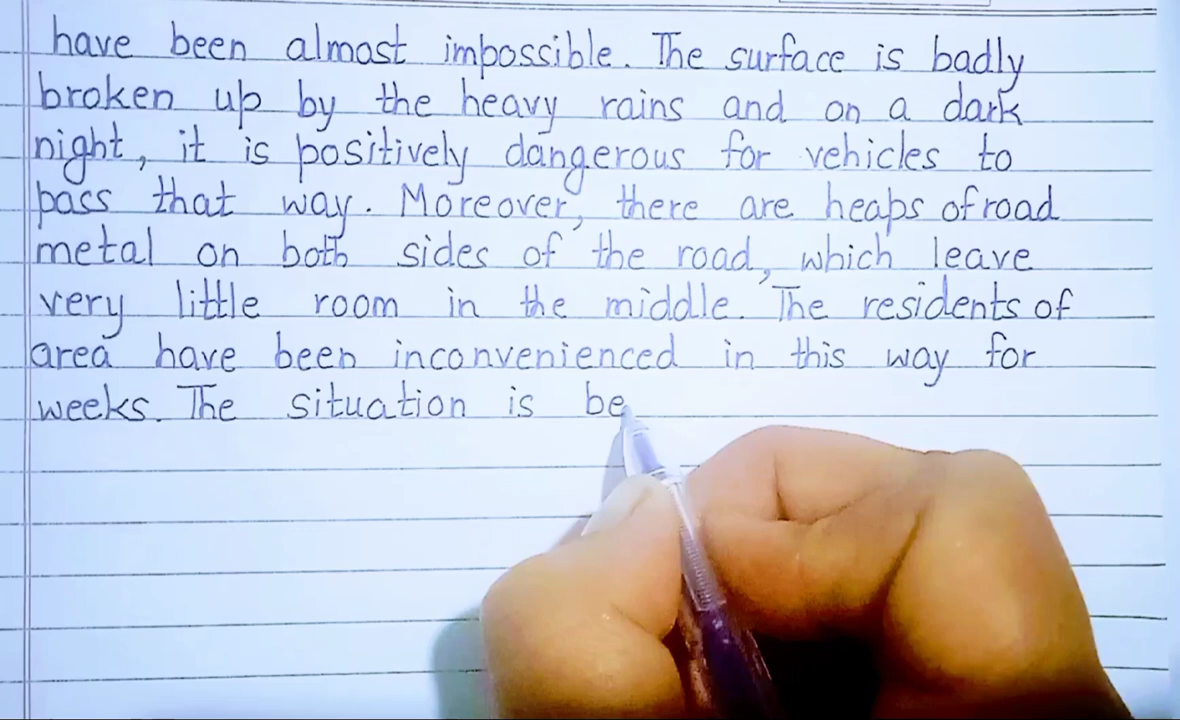 have been almost impossible. The surface is badly
broken up by the heavy rains and on a dark
night, it is positively dangerous for vehicles to
pass that way. Moreover, there are heaps of road
metal on both sides of the road, which leave
very little room in the middle. The residents of
area have been inconvenienced in this way for
weeks. The situation is be